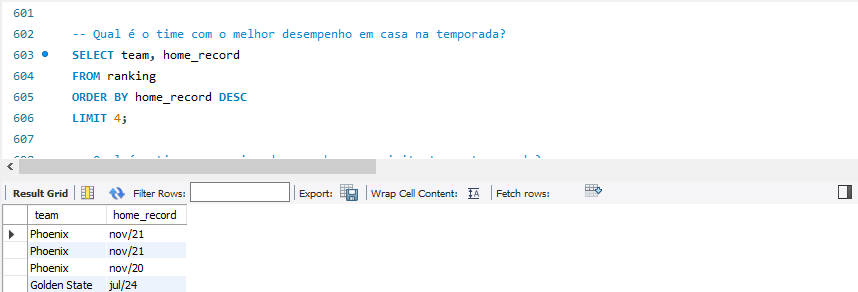 601
602 -- Qual é o time com o melhor desempenho em casa na temporada?
603 SELECT team, home_record
604 FROM ranking
605 ORDER BY home_record DESC
606 LIMIT 4;
607
Result Grid Filter Rows: Export: Wrap Cell Content: Fetch rows:
team home_record
Phoenix nov/21
Phoenix nov/21
Phoenix nov/20
Golden State jul/24